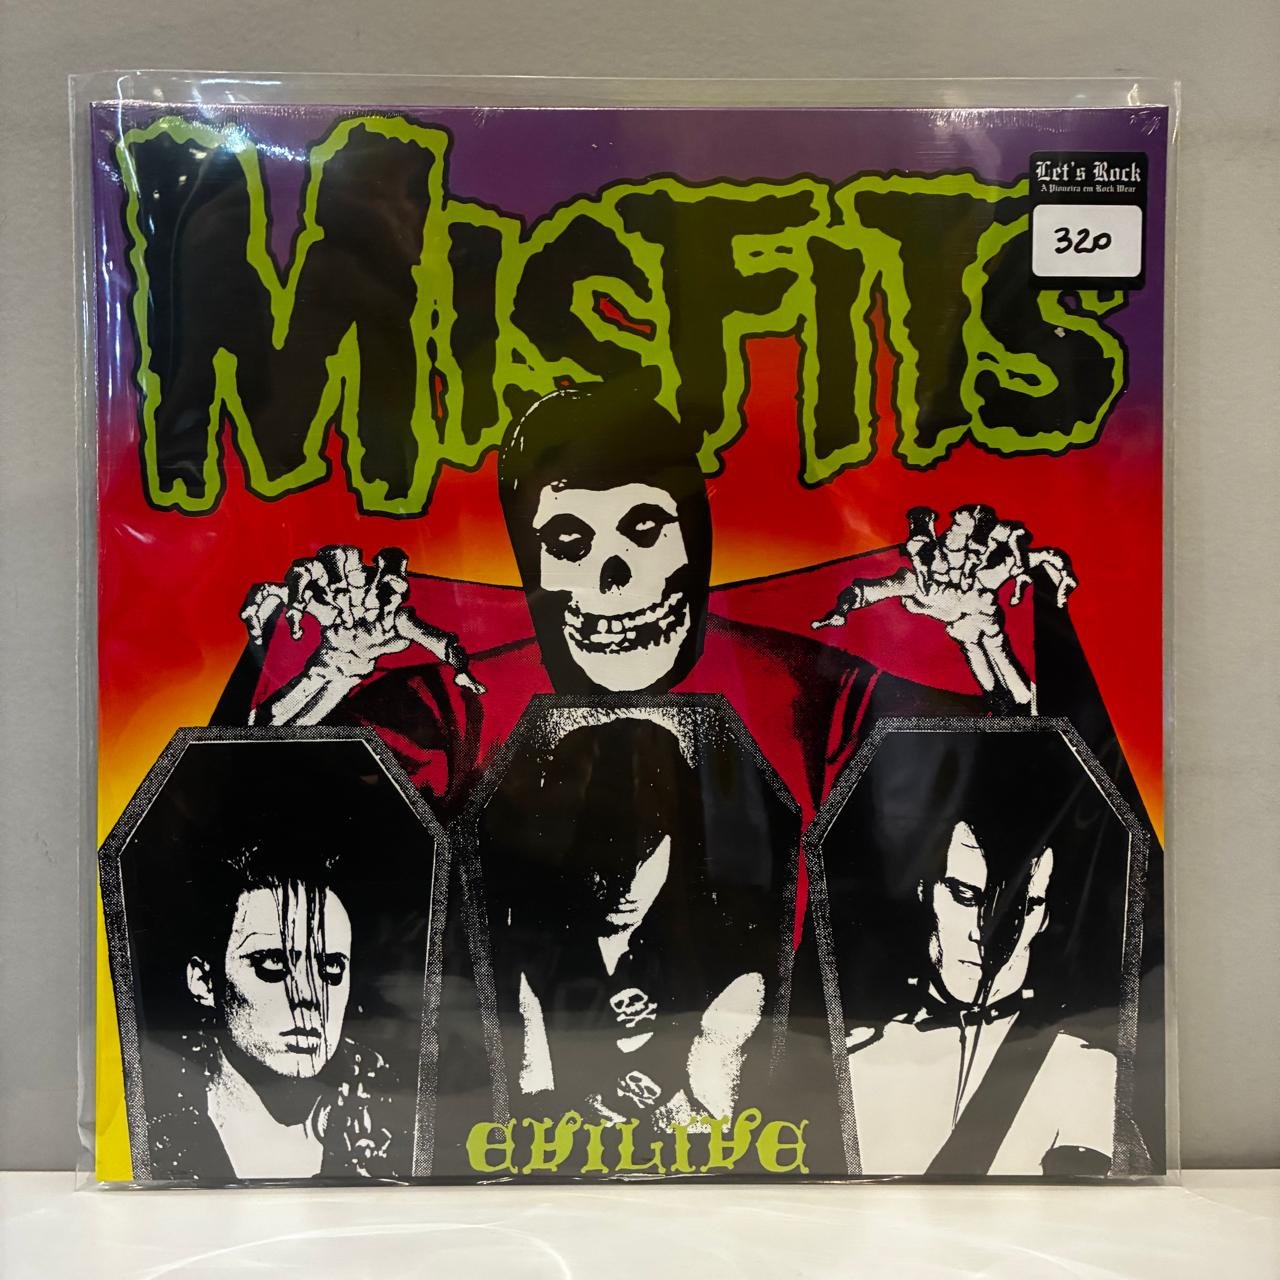 MISFITS
Let's Rock
A Pioneira em Rock Wear
320
EVILIVE